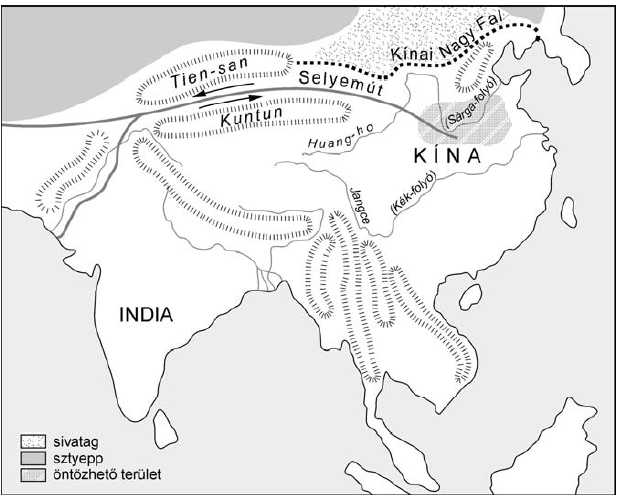 Kínai Nagy Fal
Tien-san
Selyemút
Kuntun
Huang-ho
(Sárga-folyó)
KÍNA
Jangce
(Kék-folyó)
INDIA
sivatag
sztyepp
öntözhető terület